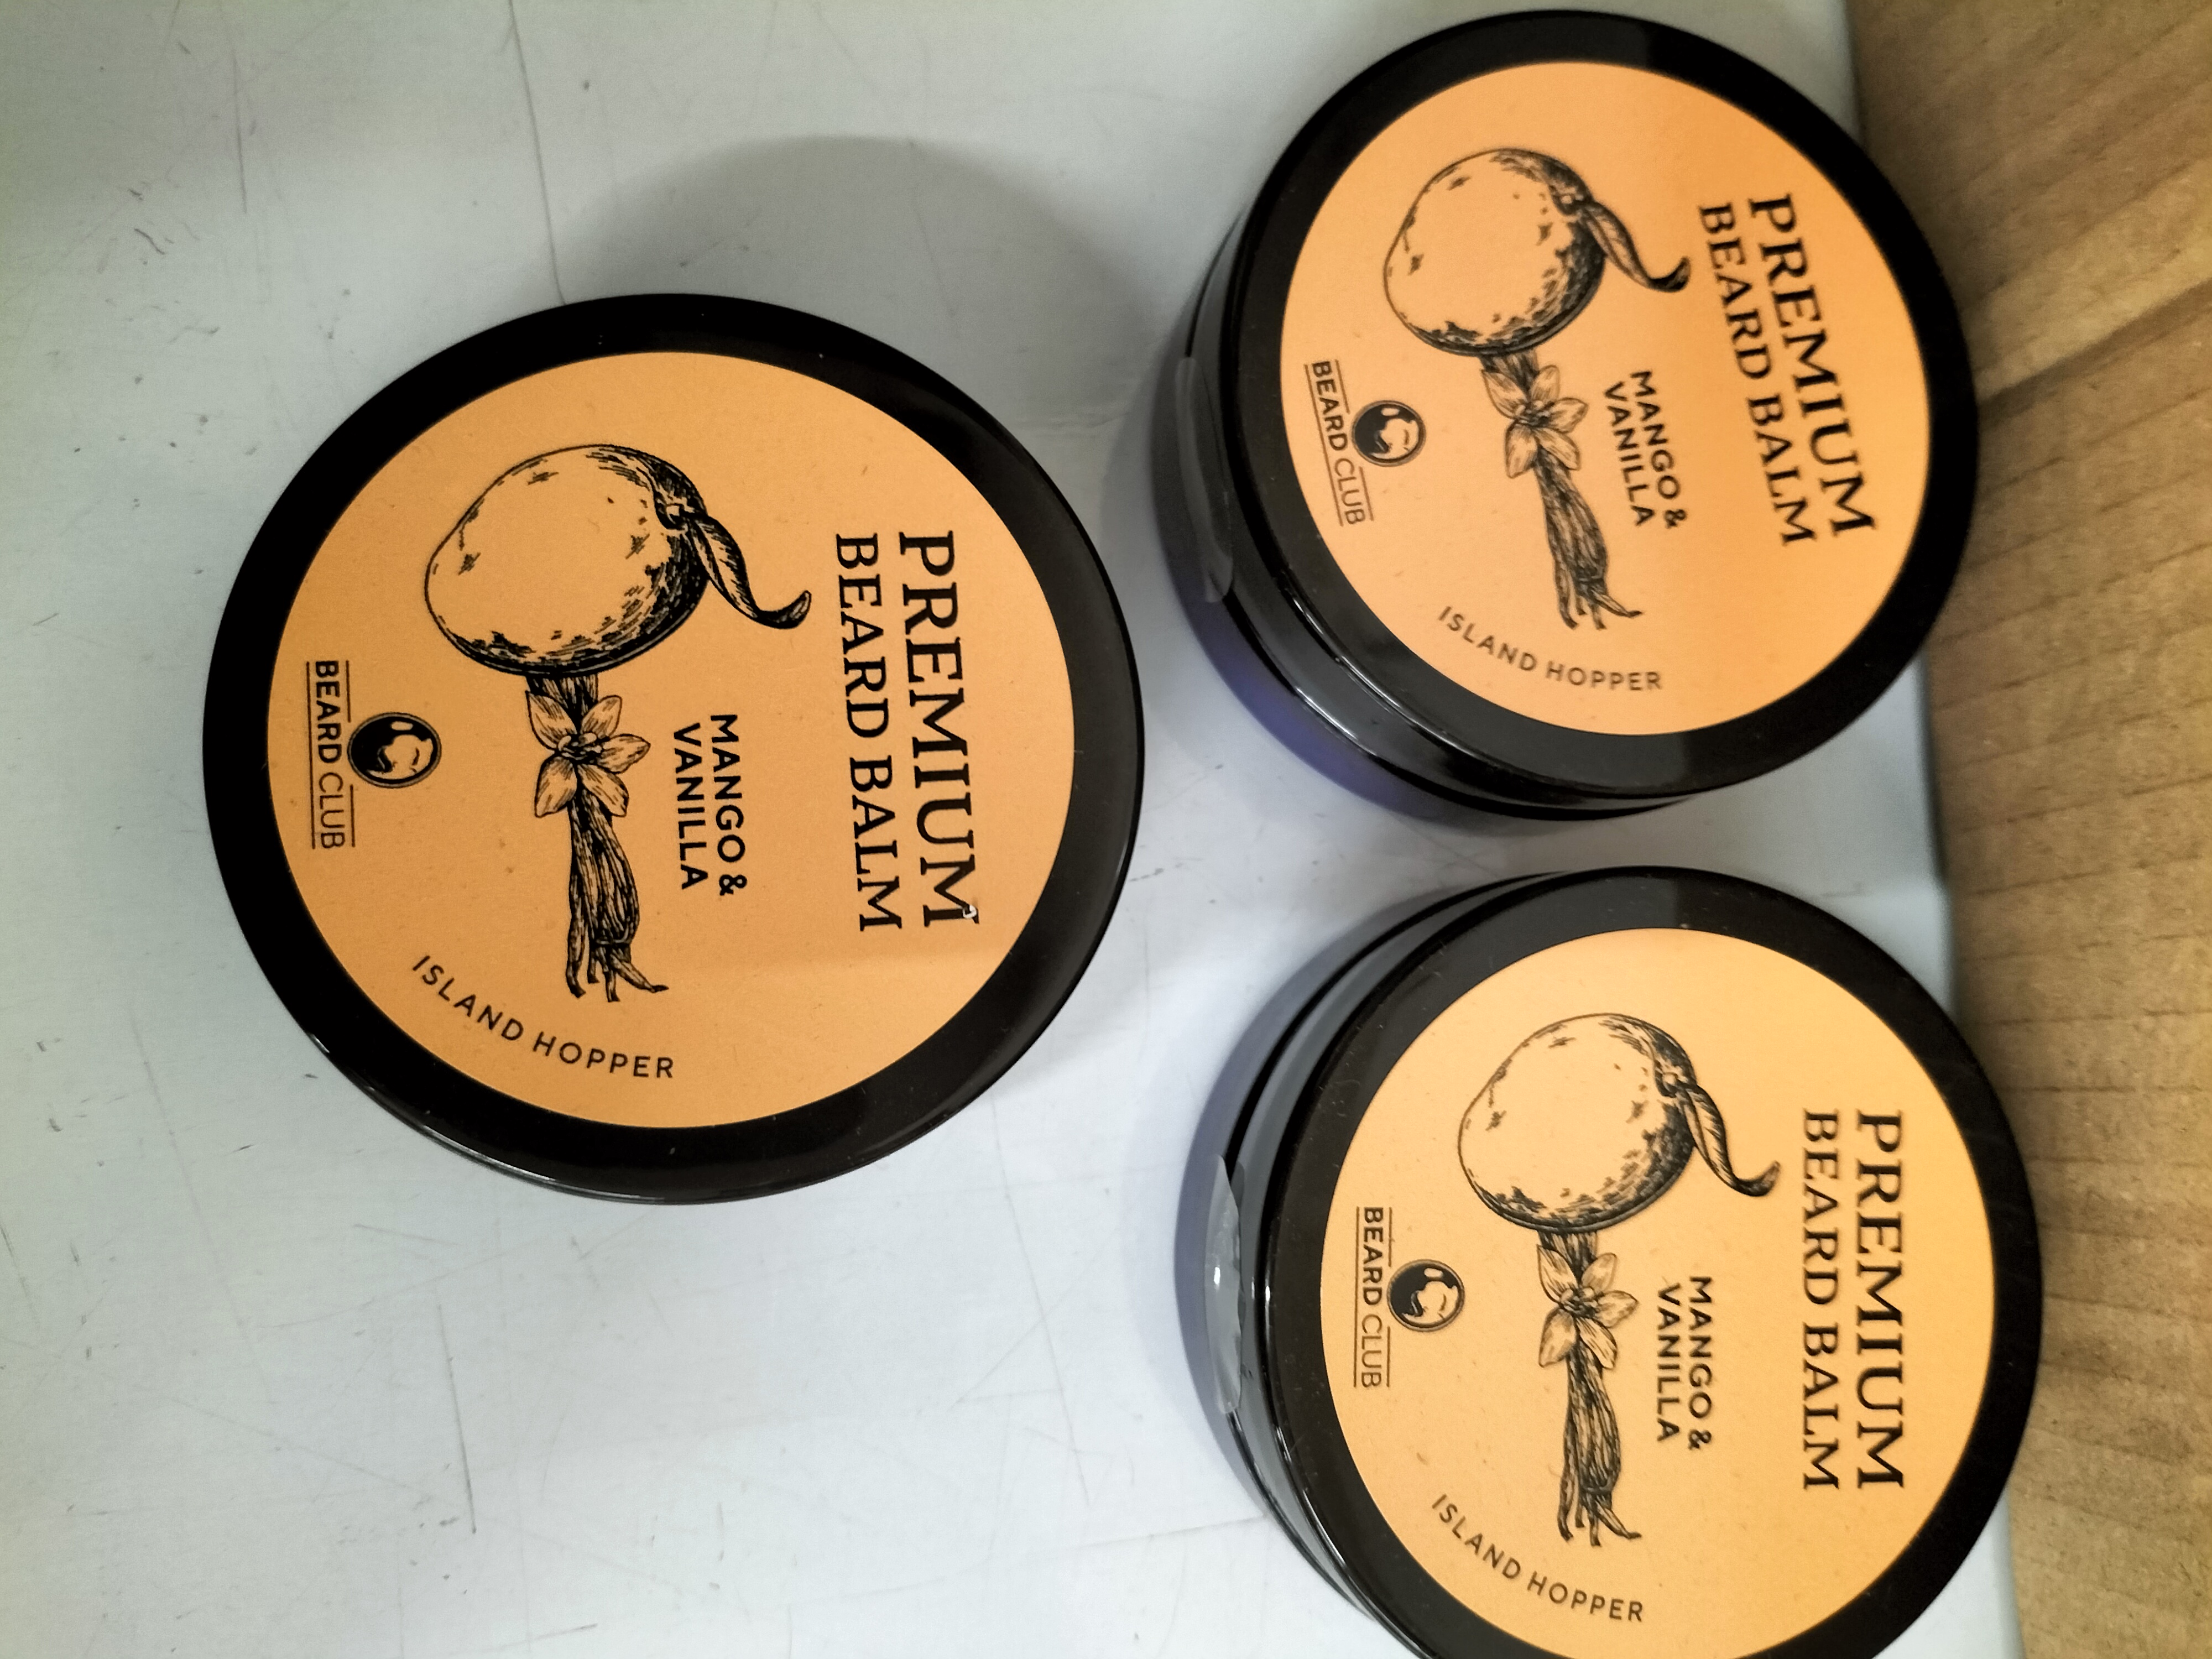 PREMIUM
BEARD BALM
MANGO &
VANILLA
BEARD CLUB
ISLAND HOPPER
PREMIUM
BEARD BALM
MANGO &
VANILLA
BEARD CLUB
ISLAND HOPPER
PREMIUM
BEARD BALM
MANGO &
VANILLA
BEARD CLUB
ISLAND HOPPER